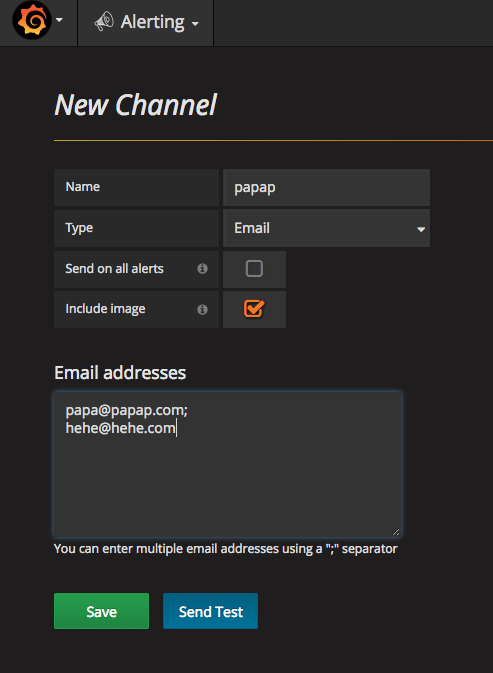 Alerting
New Channel
Name papap
Type Email
Send on all alerts
Include image
Email addresses
papa@papap.com;
hehe@hehe.com
You can enter multiple email addresses using a ";" separator
Save Send Test